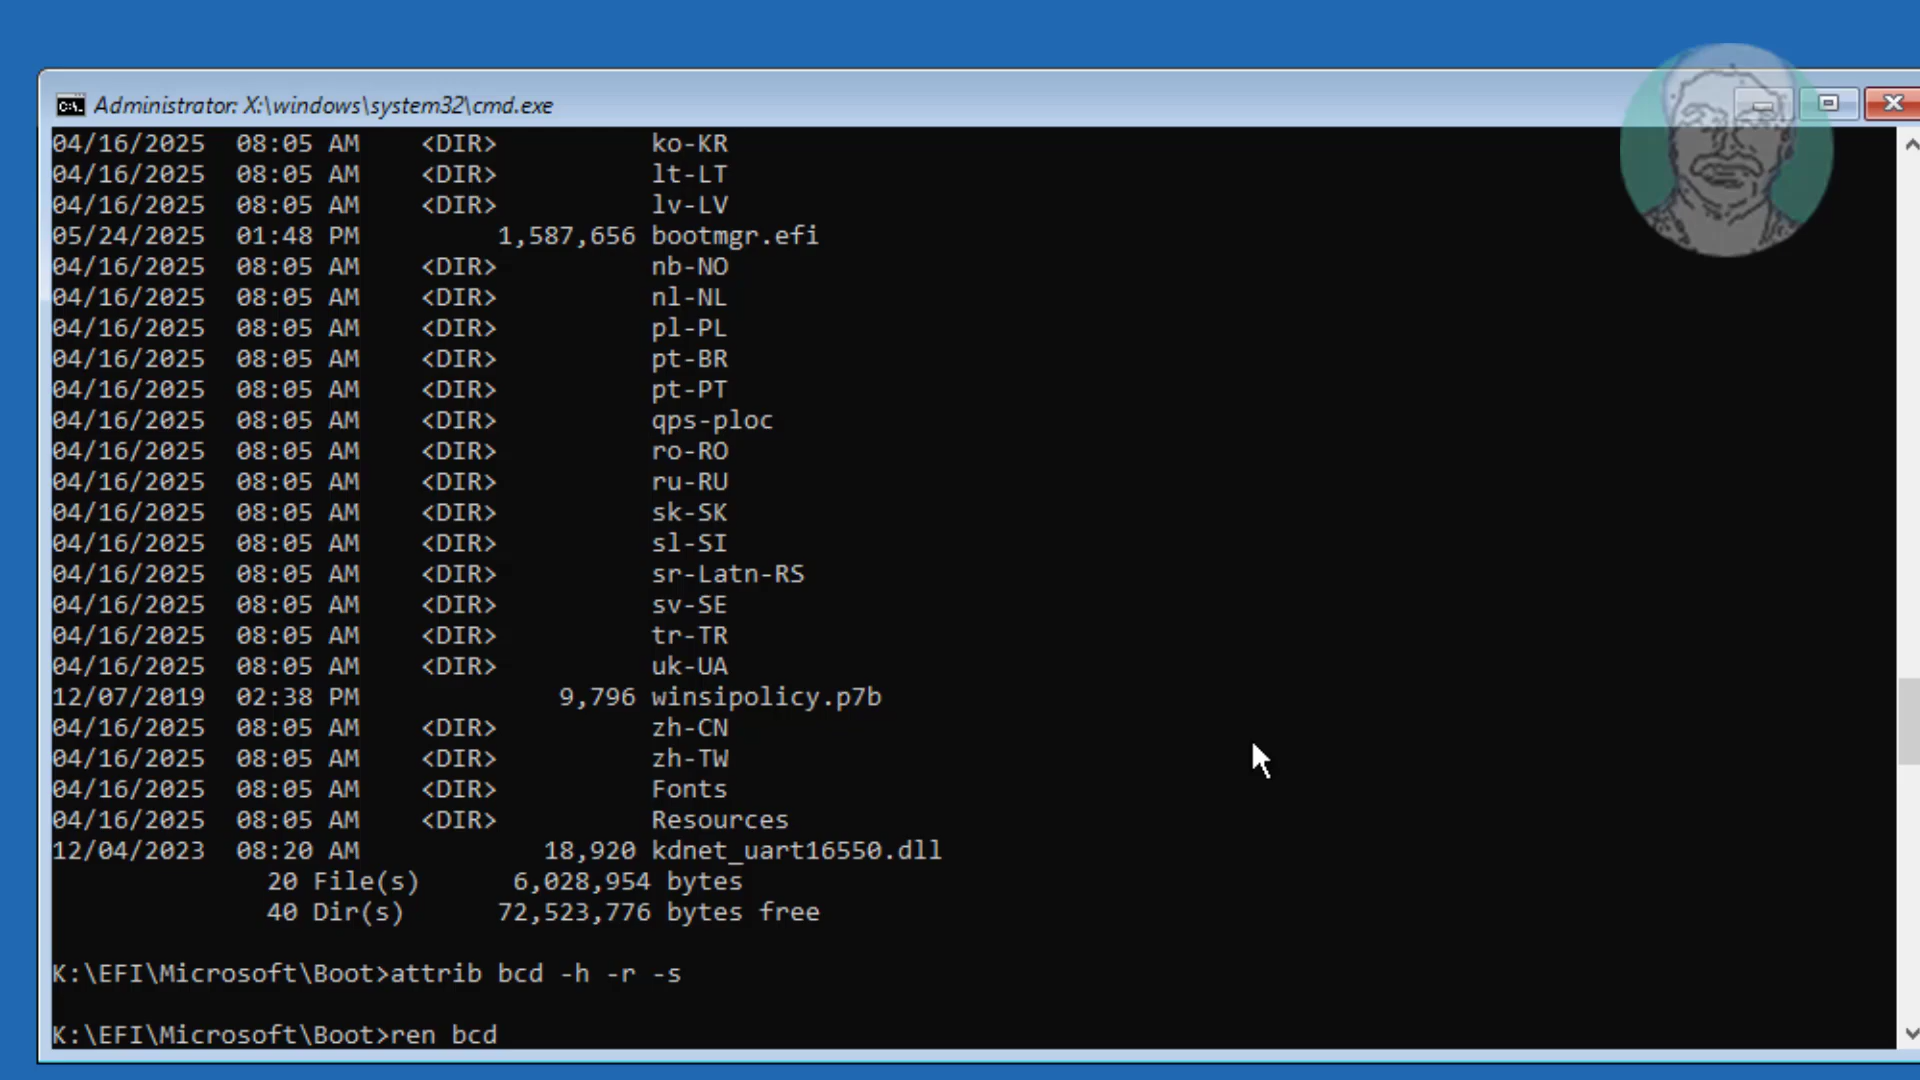 Administrator: X:\windows\system32\cmd.exe
04/16/2025  08:05 AM    <DIR>          ko-KR
04/16/2025  08:05 AM    <DIR>          lt-LT
04/16/2025  08:05 AM    <DIR>          lv-LV
05/24/2025  01:48 PM         1,587,656 bootmgr.efi
04/16/2025  08:05 AM    <DIR>          nb-NO
04/16/2025  08:05 AM    <DIR>          nl-NL
04/16/2025  08:05 AM    <DIR>          pl-PL
04/16/2025  08:05 AM    <DIR>          pt-BR
04/16/2025  08:05 AM    <DIR>          pt-PT
04/16/2025  08:05 AM    <DIR>          qps-ploc
04/16/2025  08:05 AM    <DIR>          ro-RO
04/16/2025  08:05 AM    <DIR>          ru-RU
04/16/2025  08:05 AM    <DIR>          sk-SK
04/16/2025  08:05 AM    <DIR>          sl-SI
04/16/2025  08:05 AM    <DIR>          sr-Latn-RS
04/16/2025  08:05 AM    <DIR>          sv-SE
04/16/2025  08:05 AM    <DIR>          tr-TR
04/16/2025  08:05 AM    <DIR>          uk-UA
12/07/2019  02:38 PM             9,796 winsipolicy.p7b
04/16/2025  08:05 AM    <DIR>          zh-CN
04/16/2025  08:05 AM    <DIR>          zh-TW
04/16/2025  08:05 AM    <DIR>          Fonts
04/16/2025  08:05 AM    <DIR>          Resources
12/04/2023  08:20 AM            18,920 kdnet_uart16550.dll
              20 File(s)      6,028,954 bytes
              40 Dir(s)      72,523,776 bytes free
K:\EFI\Microsoft\Boot>attrib bcd -h -r -s
K:\EFI\Microsoft\Boot>ren bcd